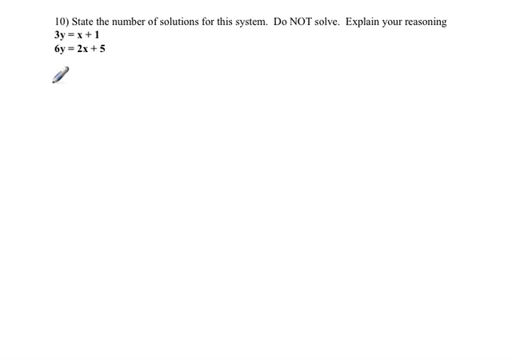 10) State the number of solutions for this system. Do NOT solve. Explain your reasoning
3y = x + 1
6y = 2x + 5